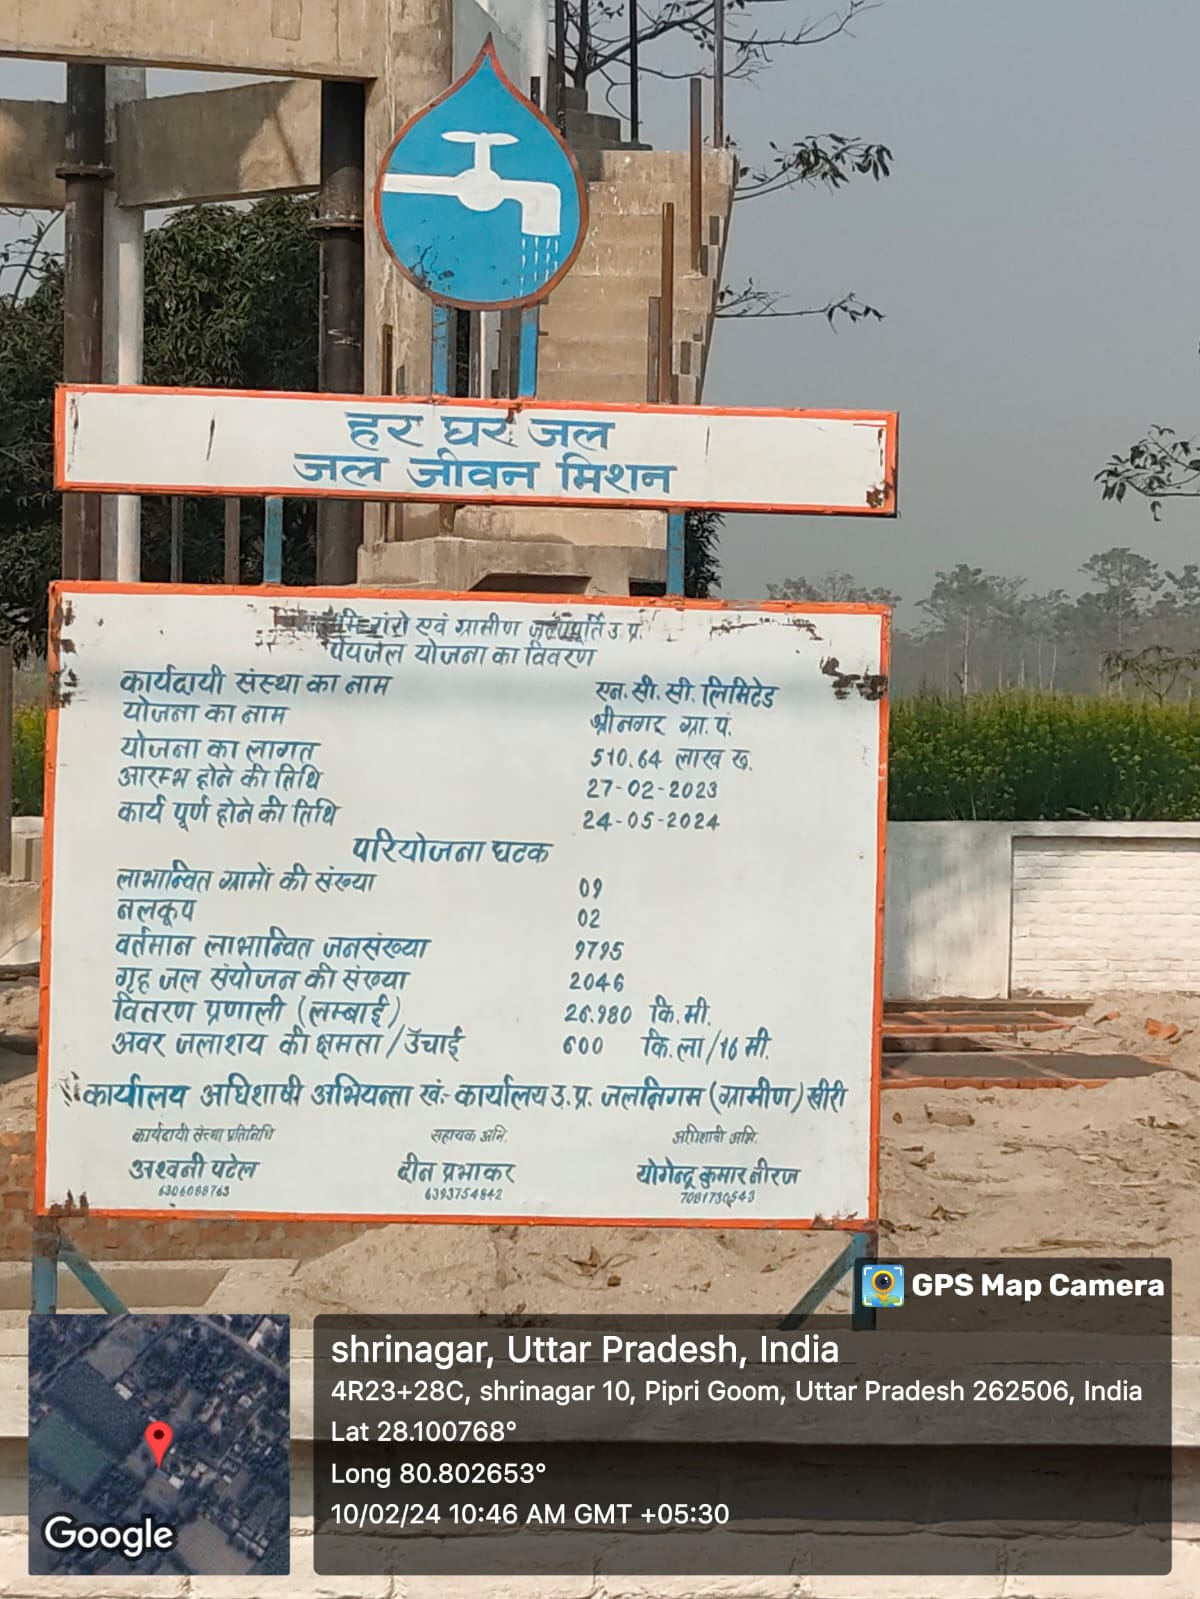 हर घर जल
जल जीवन मिशन
एवं ग्रामीण जलापूर्ति उ.प्र.
पेयजल योजना का विवरण
कार्यदायी संस्था का नाम एन.सी.सी. लिमिटेड
योजना का नाम श्रीनगर ग्रा.पं.
योजना का लागत 510.64 लाख रु.
आरम्भ होने की तिथि 27-02-2023
कार्य पूर्ण होने की तिथि 24-05-2024
परियोजना घटक
लाभान्वित ग्रामों की संख्या
नलकूप 02
वर्तमान लाभान्वित जनसंख्या
गृह जल संयोजन की संख्या 2046
वितरण प्रणाली (लम्बाई) 26.980 कि.मी.
अवर जलाशय की क्षमता/उँचाई 600 कि.ला/16 मी.
कार्यालय अधिशाषी अभियन्ता खं:- कार्यालय उ.प्र. जलनिगम (ग्रामीण) खीरी
कार्यदायी संस्था प्रतिनिधि सहायक अभि. अधिशाषी अभि.
अश्वनी पटेल दीन प्रभाकर योगेन्द्र कुमार नीरज
6306088763 6393754842 7081730543
GPS Map Camera
shrinagar, Uttar Pradesh, India
4R23+28C, shrinagar 10, Pipri Goom, Uttar Pradesh 262506, India
Lat 28.100768°
Long 80.802653°
10/02/24 10:46 AM GMT +05:30
Google